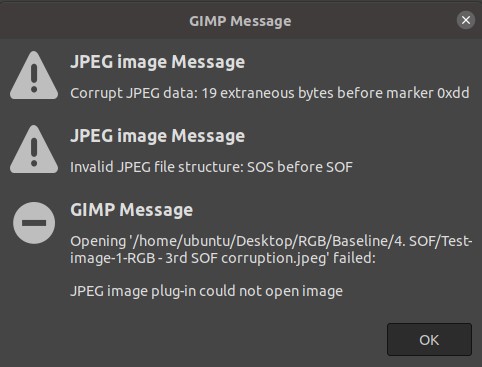 GIMP Message
JPEG image Message
Corrupt JPEG data: 19 extraneous bytes before marker 0xdd
JPEG image Message
Invalid JPEG file structure: SOS before SOF
GIMP Message
Opening '/home/ubuntu/Desktop/RGB/Baseline/4. SOF/Test-
image-1-RGB - 3rd SOF corruption.jpeg' failed:
JPEG image plug-in could not open image
OK